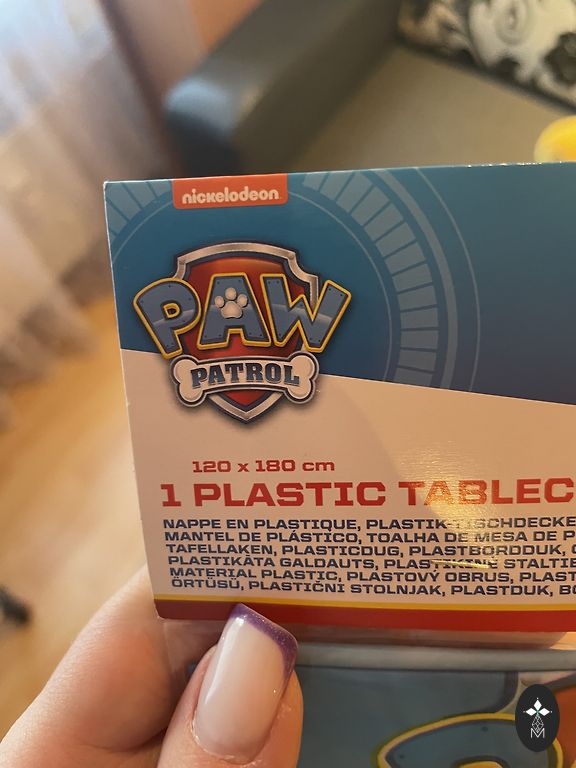 nickelodeon
PAW
PATROL
120 x 180 cm
1 PLASTIC TABLEC
NAPPE EN PLASTIQUE, PLASTIK-TISCHDECKE
MANTEL DE PLÁSTICO, TOALHA DE MESA DE P
TAFELLAKEN, PLASTICDUG, PLASTBORDDUK,
PLASTIKĀTA GALDAUTS, STALTIE
MATERIAL PLASTIC, PLASTOVÝ OBRUS, PLAST
ÖRTÜSÜ, PLASTIČNI STOLNJAK, PLASTDUK, BO
M